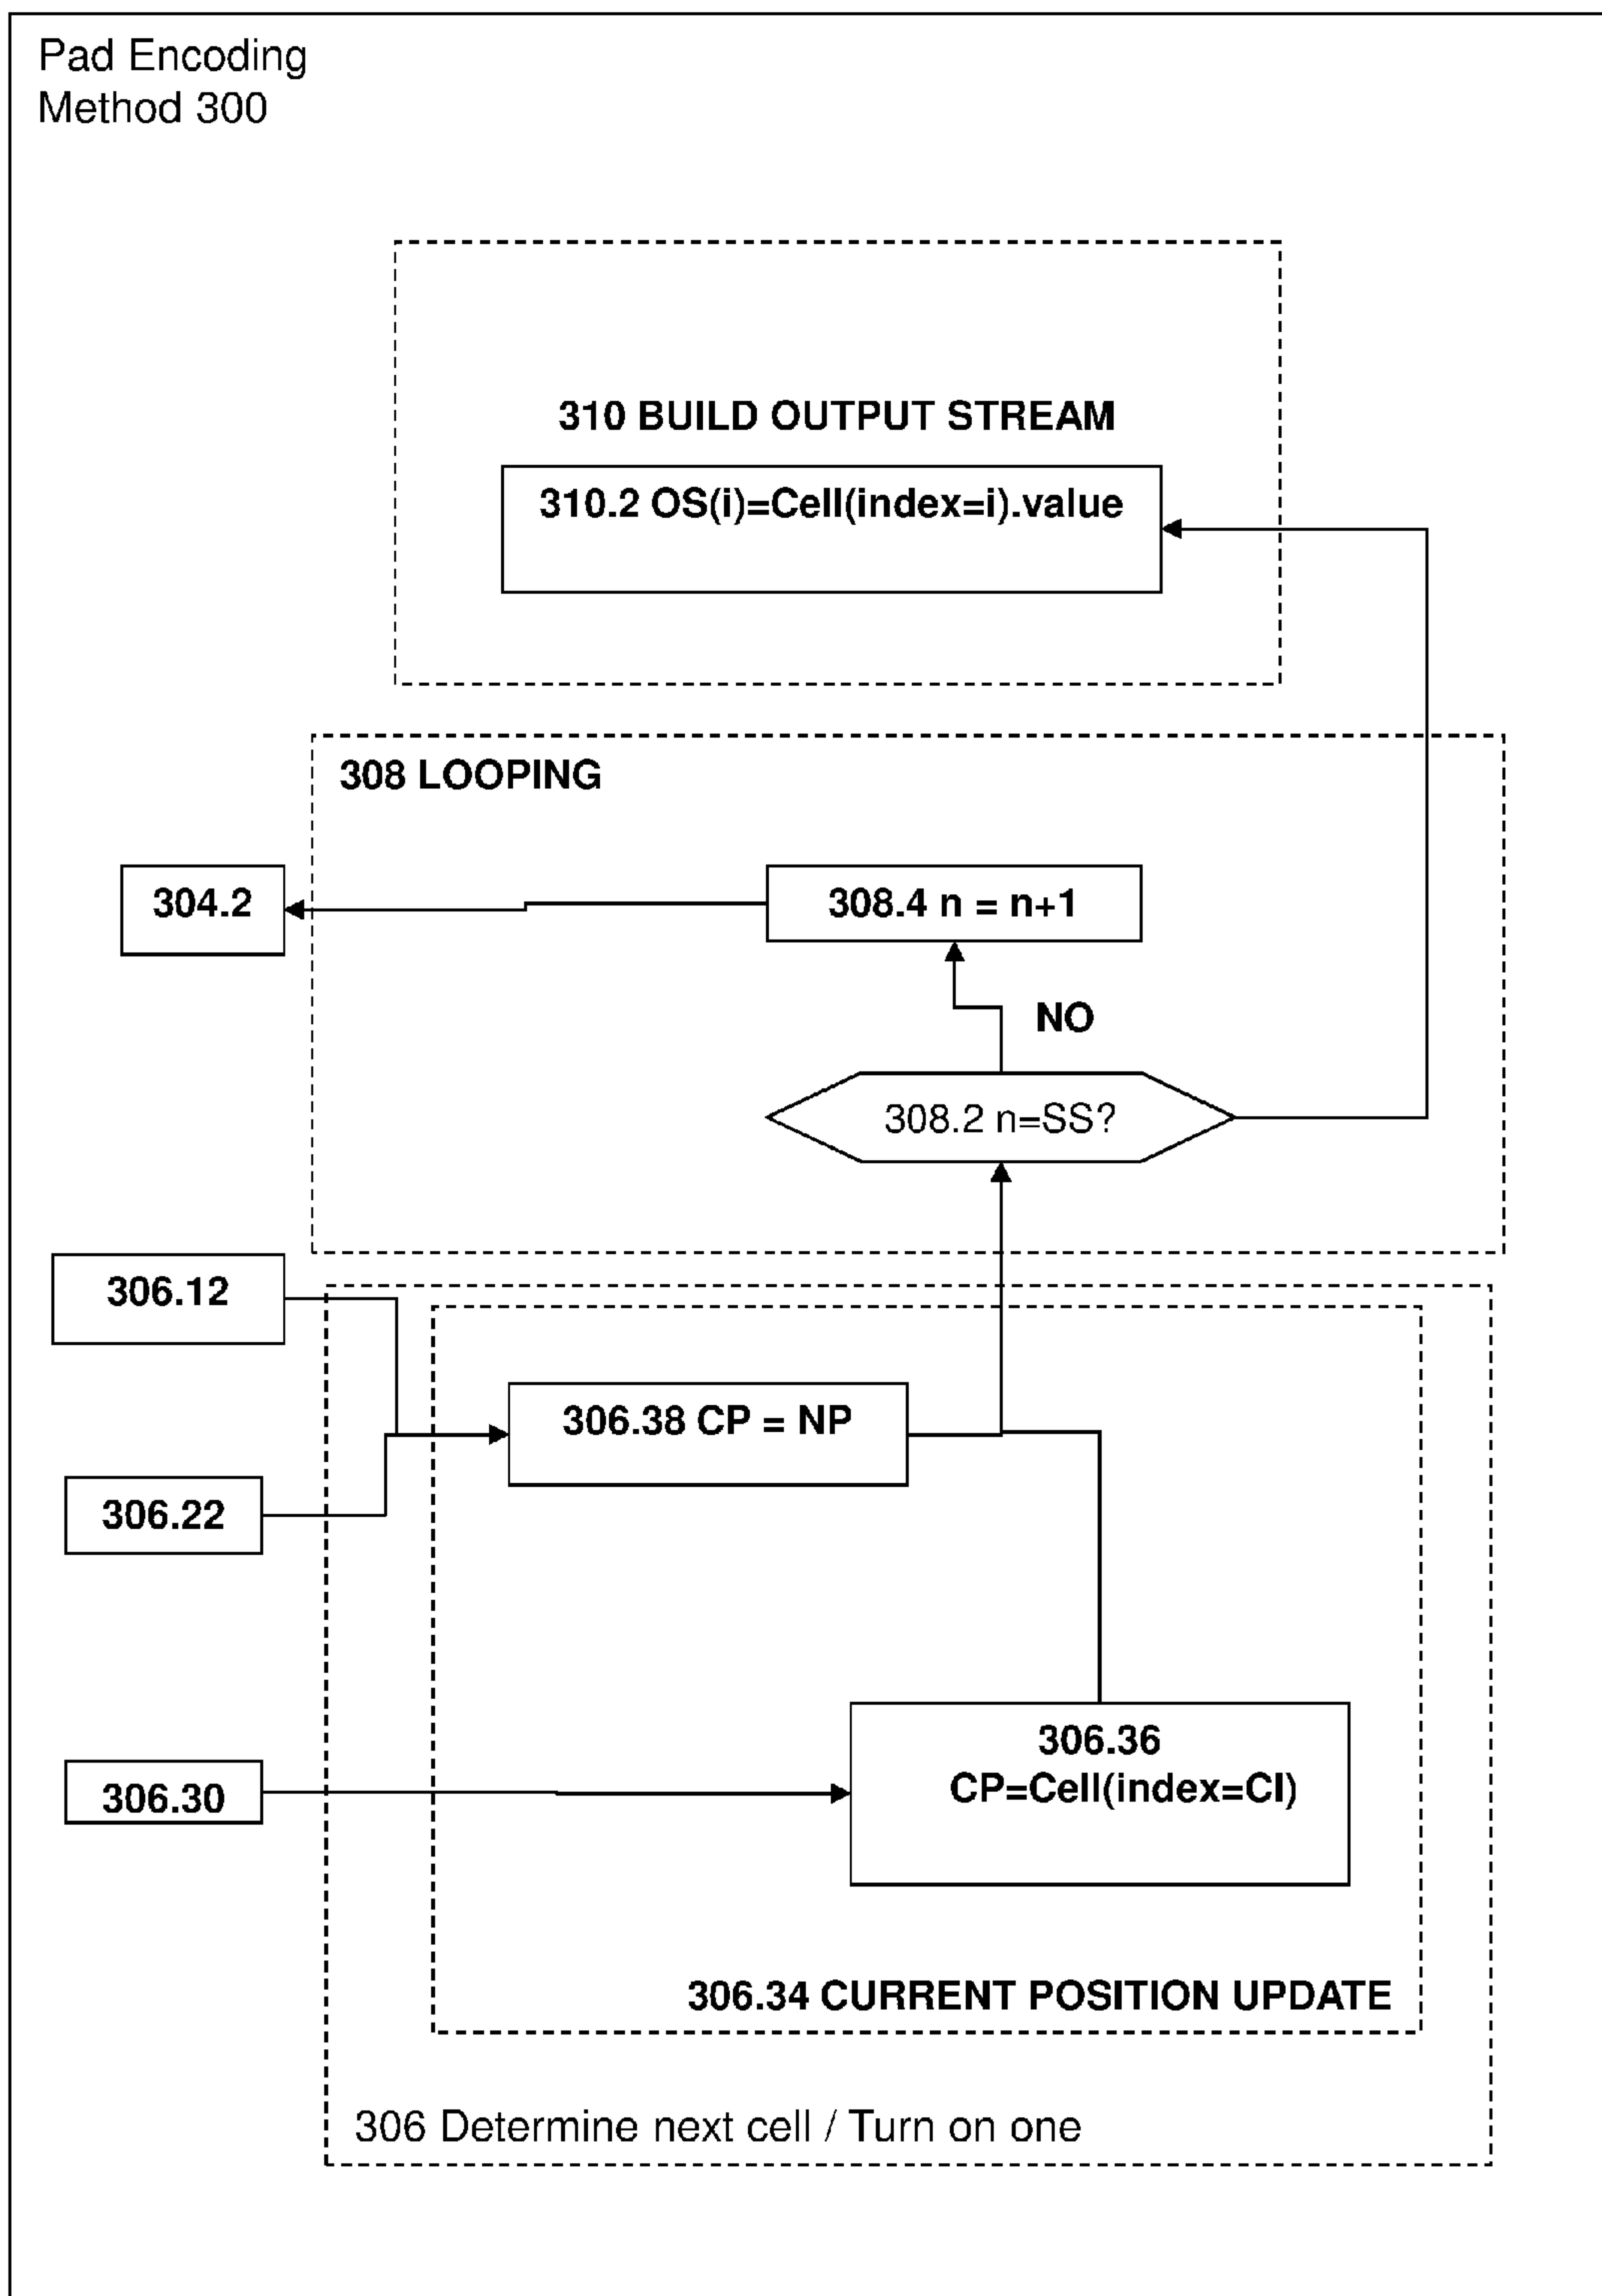 Pad Encoding
Method 300
310 BUILD OUTPUT STREAM
310.2 OS(i)=Cell(index=i).value
308 LOOPING
304.2
308.4 n = n+1
NO
308.2 n=SS?
306.12
306.38 CP = NP
306.22
306.36
CP=Cell(index=CI)
306.30
306.34 CURRENT POSITION UPDATE
306 Determine next cell / Turn on one